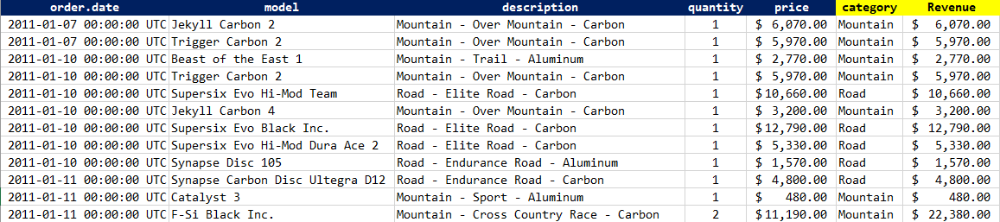 order.date model description quantity price category Revenue
2011-01-07 00:00:00 UTC Jekyll Carbon 2 Mountain - Over Mountain - Carbon 1 $ 6,070.00 Mountain $ 6,070.00
2011-01-07 00:00:00 UTC Trigger Carbon 2 Mountain - Over Mountain - Carbon 1 $ 5,970.00 Mountain $ 5,970.00
2011-01-10 00:00:00 UTC Beast of the East 1 Mountain - Trail - Aluminum 1 $ 2,770.00 Mountain $ 2,770.00
2011-01-10 00:00:00 UTC Trigger Carbon 2 Mountain - Over Mountain - Carbon 1 $ 5,970.00 Mountain $ 5,970.00
2011-01-10 00:00:00 UTC Supersix Evo Hi-Mod Team Road - Elite Road - Carbon 1 $10,660.00 Road $ 10,660.00
2011-01-10 00:00:00 UTC Jekyll Carbon 4 Mountain - Over Mountain - Carbon 1 $ 3,200.00 Mountain $ 3,200.00
2011-01-10 00:00:00 UTC Supersix Evo Black Inc. Road - Elite Road - Carbon 1 $12,790.00 Road $ 12,790.00
2011-01-10 00:00:00 UTC Supersix Evo Hi-Mod Dura Ace 2 Road - Elite Road - Carbon 1 $ 5,330.00 Road $ 5,330.00
2011-01-10 00:00:00 UTC Synapse Disc 105 Road - Endurance Road - Aluminum 1 $ 1,570.00 Road $ 1,570.00
2011-01-11 00:00:00 UTC Synapse Carbon Disc Ultegra D12 Road - Endurance Road - Carbon 1 $ 4,800.00 Road $ 4,800.00
2011-01-11 00:00:00 UTC Catalyst 3 Mountain - Sport - Aluminum 1 $ 480.00 Mountain $ 480.00
2011-01-11 00:00:00 UTC F-Si Black Inc. Mountain - Cross Country Race - Carbon 2 $11,190.00 Mountain $ 22,380.00